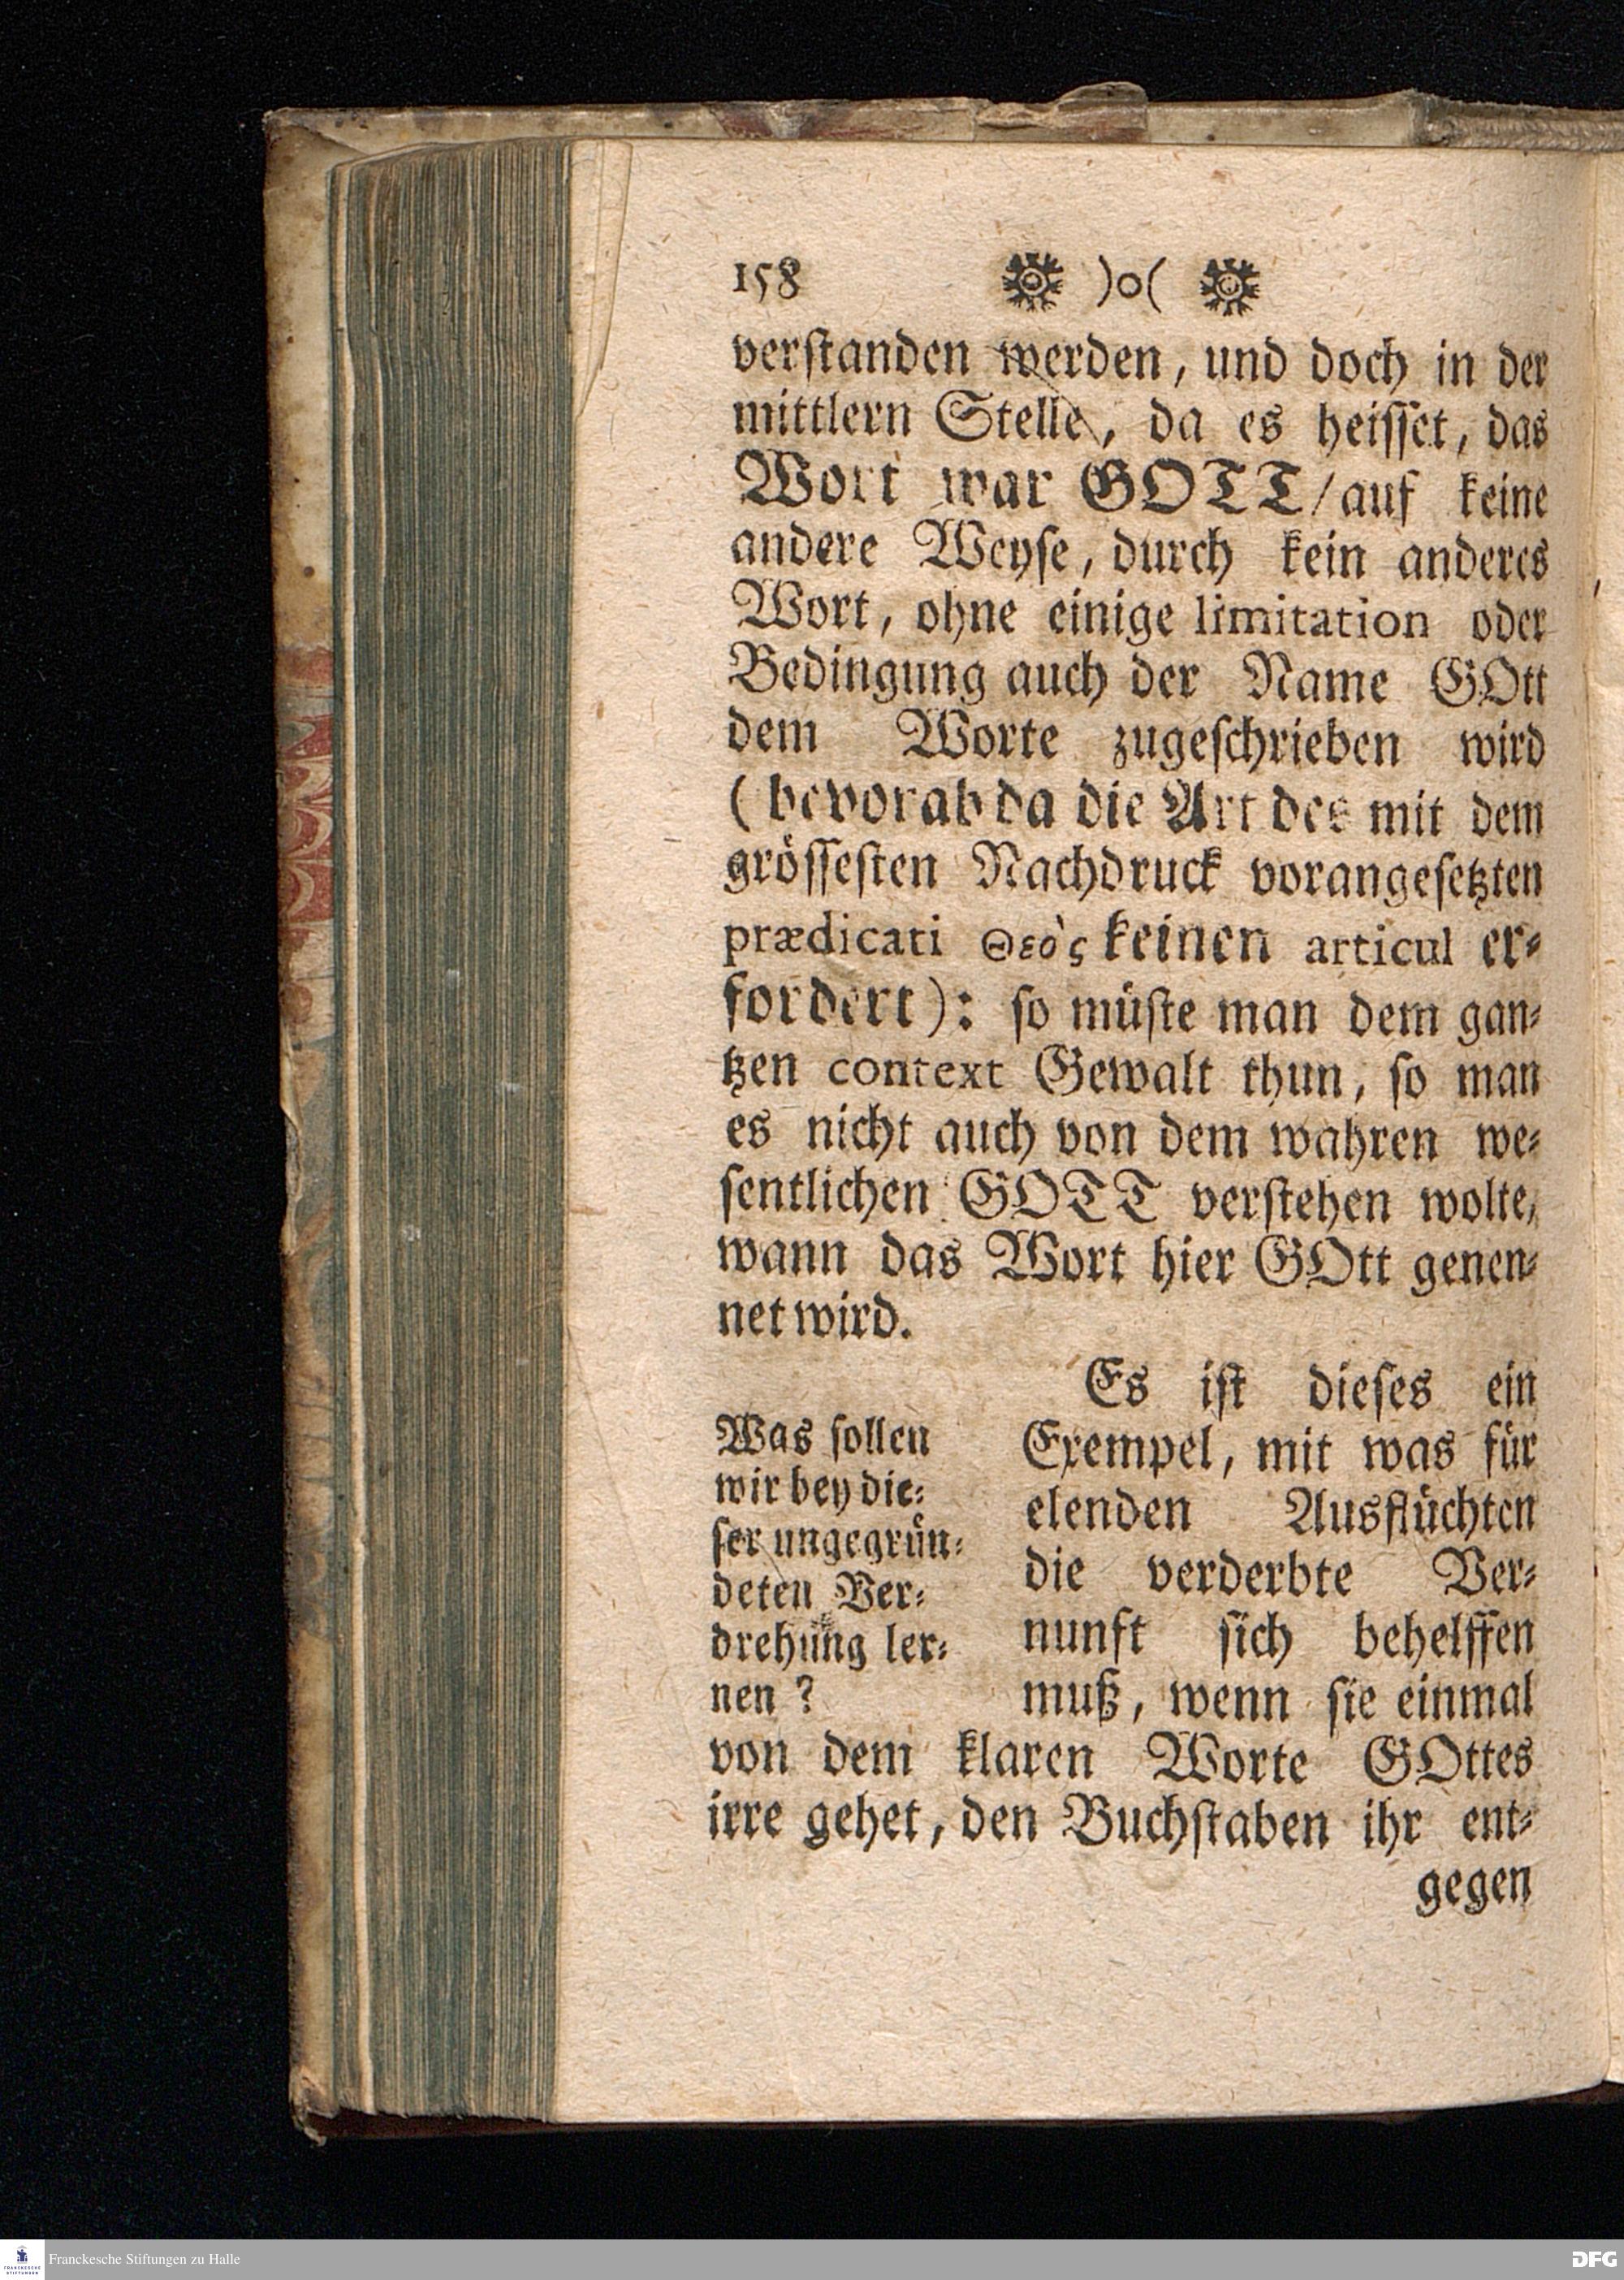 158 )o(
verſtanden werden, und doch in der
mittlern Stelle, da es heiſſet, das
Wort war GOTT/ auf keine
andere Weyſe, durch kein anderes
Wort, ohne einige limitation oder
Bedingung auch der Name GOtt
dem Worte zugeſchrieben wird
(bevorab da die Art des mit dem
gröſſeſten Nachdruck vorangeſetzten
prædicati Θεὸς keinen articul er⸗
fordert): ſo müſte man dem gan⸗
tzen context Gewalt thun, ſo man
es nicht auch von dem wahren we⸗
ſentlichen GOTT verſtehen wolte,
wann das Wort hier GOtt genen⸗
net wird.
Was ſollen
wir bey die⸗
ſer ungegrün⸗
deten Ver⸗
drehung ler⸗
nen ?
Es iſt dieſes ein
Exempel, mit was für
elenden Ausflüchten
die verderbte Ver⸗
nunft ſich behelffen
muß, wenn ſie einmal
von dem klaren Worte GOttes
irre gehet, den Buchſtaben ihr ent⸗
gegen
FRANCKESCHE
STIFTUNGEN
Franckesche Stiftungen zu Halle
DFG